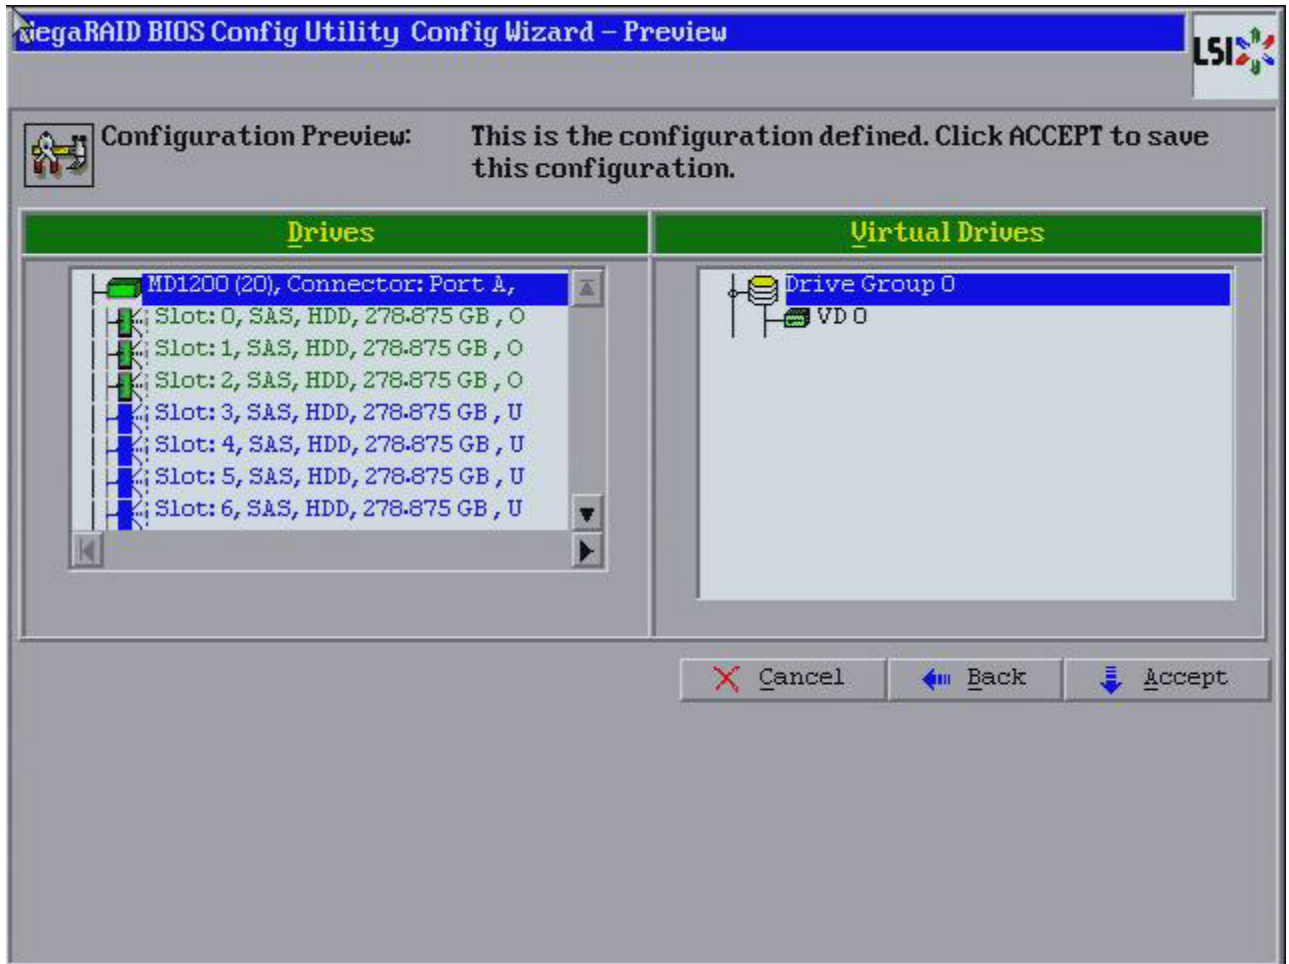 egaRAID BIOS Config Utility Config Wizard – Preview
LSI
Configuration Preview:
This is the configuration defined. Click ACCEPT to save
this configuration.
Drives
MD1200 (20), Connector: Port A,
Slot: 0, SAS, HDD, 278.875 GB , O
Slot: 1, SAS, HDD, 278.875 GB , O
Slot: 2, SAS, HDD, 278.875 GB , O
Slot: 3, SAS, HDD, 278.875 GB , U
Slot: 4, SAS, HDD, 278.875 GB , U
Slot: 5, SAS, HDD, 278.875 GB , U
Slot: 6, SAS, HDD, 278.875 GB , U
Virtual Drives
Drive Group 0
VD 0
Cancel Back Accept